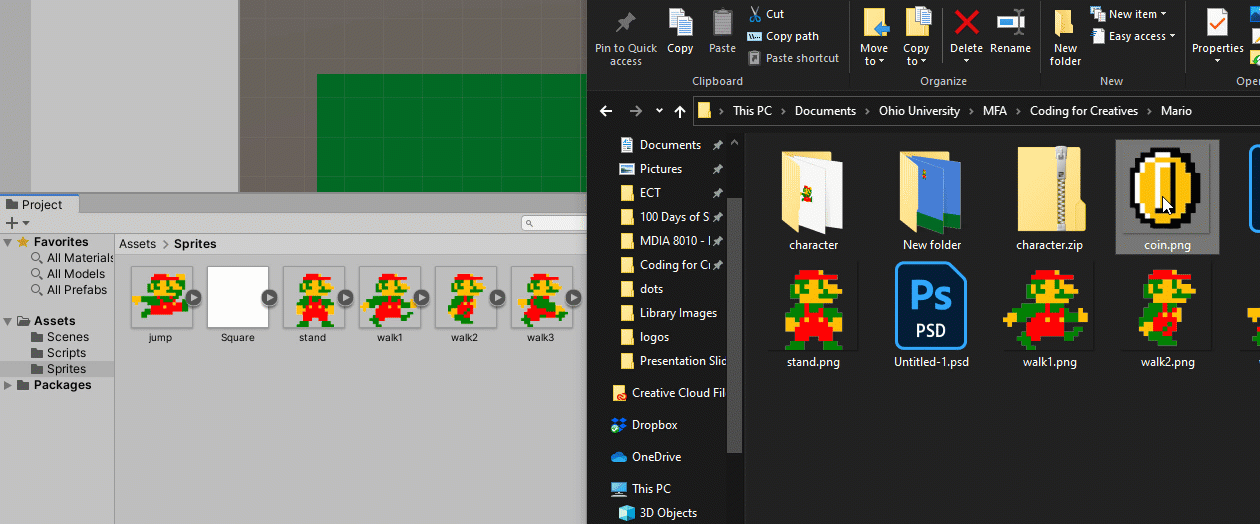 Project
Favorites
All Materials
All Models
All Prefabs
Assets
Scenes
Scripts
Sprites
Packages
Assets > Sprites
jump
Square
stand
walk1
walk2
walk3
Pin to Quick
access
Copy
Paste
Cut
Copy path
Paste shortcut
Clipboard
Move
to
Copy
to
Delete
Rename
Organize
New
folder
New item
Easy access
New
Properties
Open
This PC > Documents > Ohio University > MFA > Coding for Creatives > Mario
Documents
Pictures
ECT
100 Days of S
MDIA 8010 -
Coding for Cr
dots
Library Images
logos
Presentation Slid
Creative Cloud Fil
Dropbox
OneDrive
This PC
3D Objects
character
New folder
character.zip
coin.png
stand.png
Ps
PSD
Untitled-1.psd
walk1.png
walk2.png